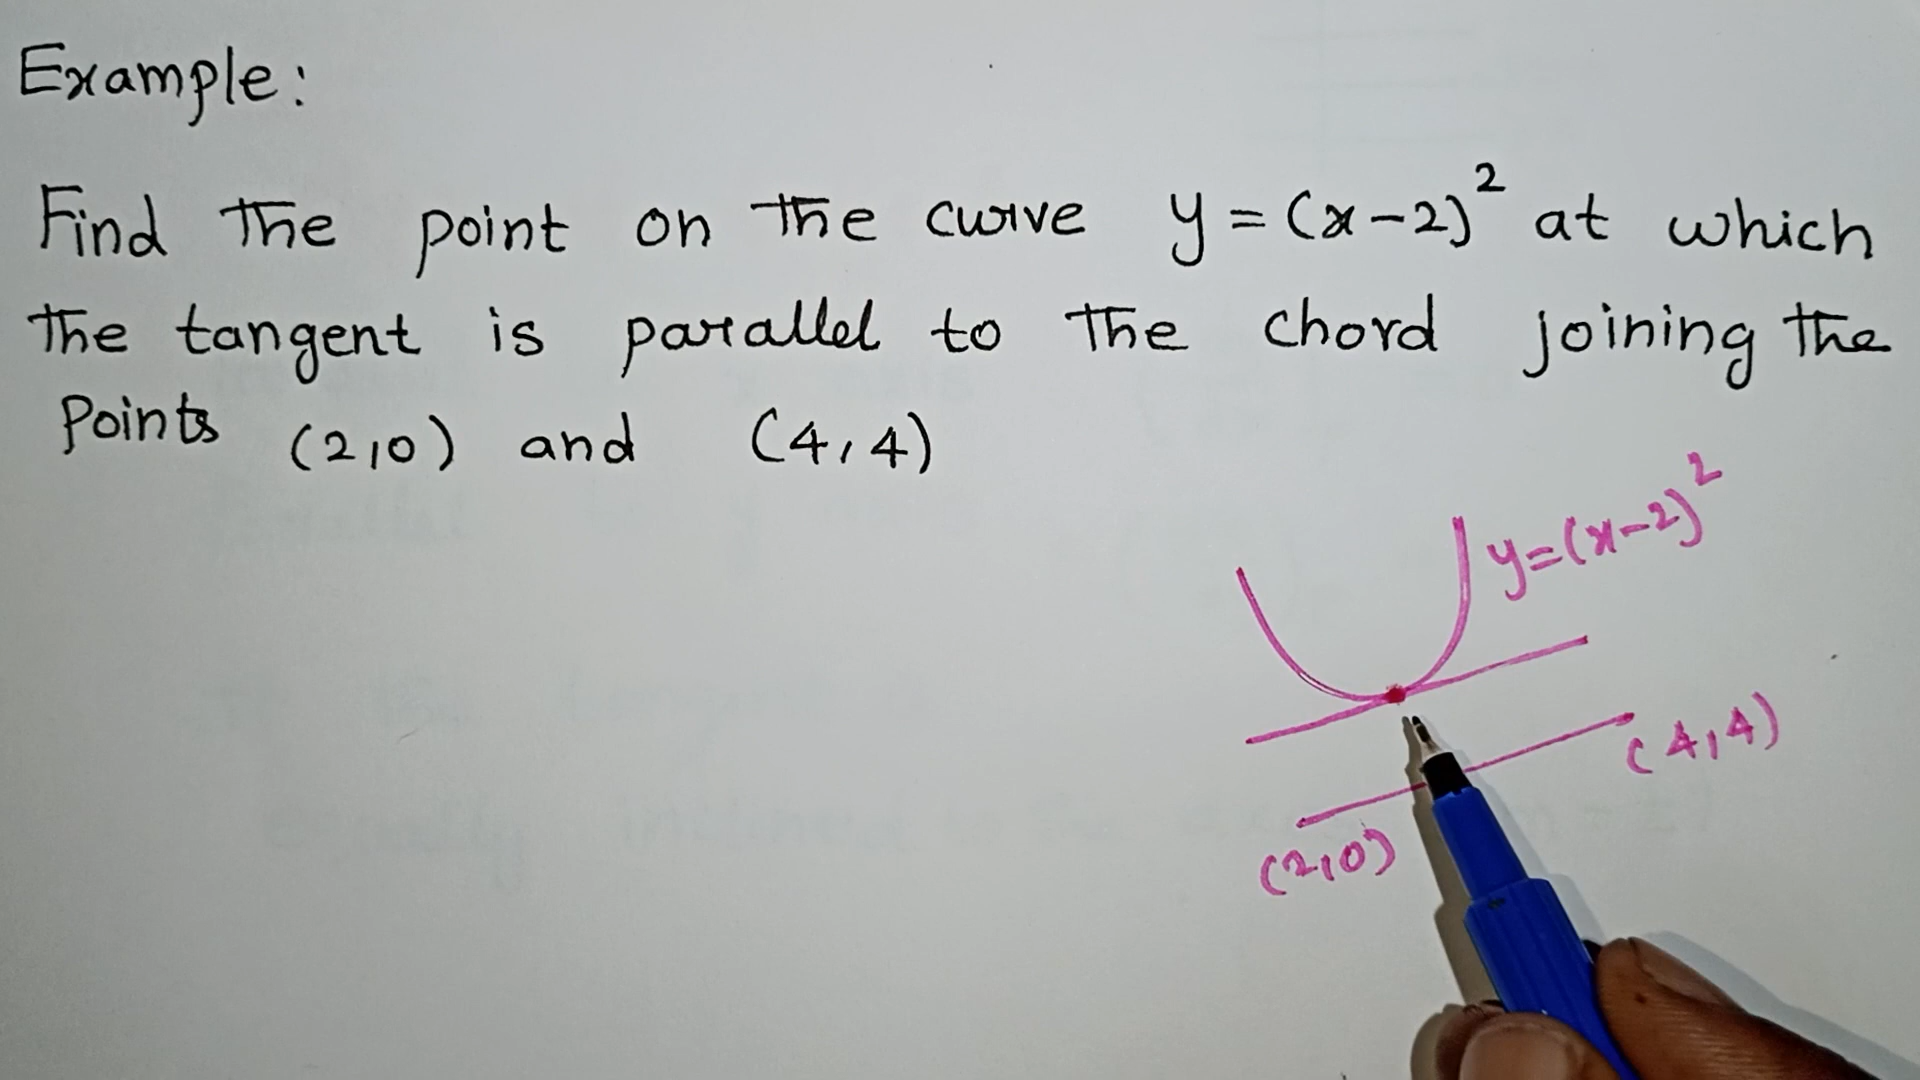 Example:
Find the point on the curve y = (x-2)² at which
the tangent is parallel to the chord joining the
Points (2,0) and (4,4)
y=(x-2)²
(4,4)
(2,0)